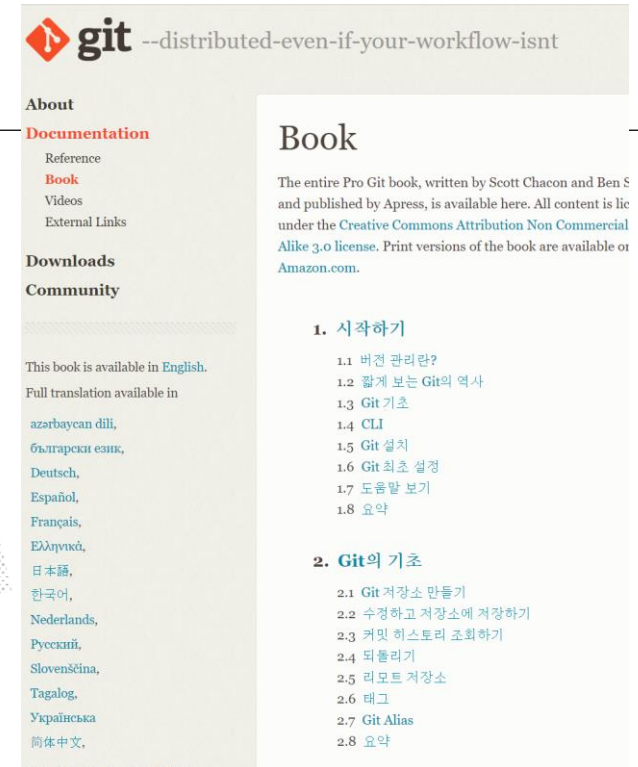 git --distributed-even-if-your-workflow-isnt
About
Documentation
Reference
Book
Videos
External Links
Downloads
Community
This book is available in English.
Full translation available in
azərbaycan dili,
български език,
Deutsch,
Español,
Français,
Ελληνικά,
日本語,
한국어,
Nederlands,
Русский,
Slovenščina,
Tagalog,
Українська
简体中文,
Book
The entire Pro Git book, written by Scott Chacon and Ben S
and published by Apress, is available here. All content is lic
under the Creative Commons Attribution Non Commercial
Alike 3.0 license. Print versions of the book are available on
Amazon.com.
1. 시작하기
1.1 버전 관리란?
1.2 짧게 보는 Git의 역사
1.3 Git 기초
1.4 CLI
1.5 Git 설치
1.6 Git 최초 설정
1.7 도움말 보기
1.8 요약
2. Git의 기초
2.1 Git 저장소 만들기
2.2 수정하고 저장소에 저장하기
2.3 커밋 히스토리 조회하기
2.4 되돌리기
2.5 리모트 저장소
2.6 태그
2.7 Git Alias
2.8 요약